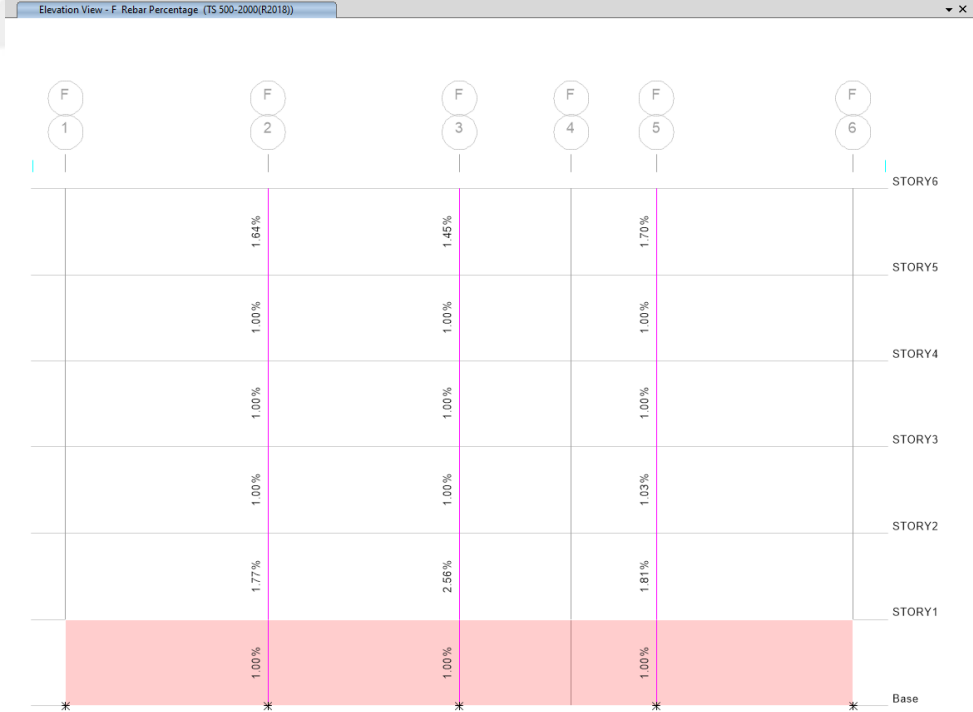 Elevation View - F Rebar Percentage (TS 500-2000(R2018))
F F F F F F
1 2 3 4 5 6
STORY6
1.64% 1.45% 1.70%
STORY5
1.00% 1.00% 1.00%
STORY4
1.00% 1.00% 1.00%
STORY3
1.00% 1.00% 1.03%
STORY2
1.77% 2.56% 1.81%
STORY1
1.00% 1.00% 1.00%
Base